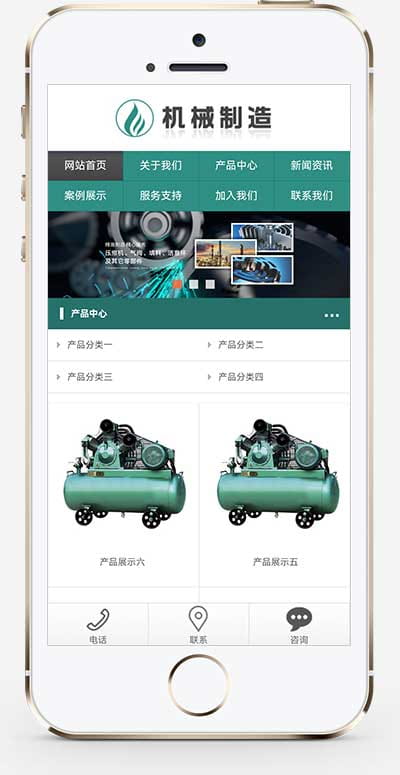 机械制造
网站首页 关于我们 产品中心 新闻资讯
案例展示 服务支持 加入我们 联系我们
压缩机、气阀、填料、活塞环
及其它零部件
产品中心
产品分类一 产品分类二
产品分类三 产品分类四
产品展示六 产品展示五
电话 联系 咨询